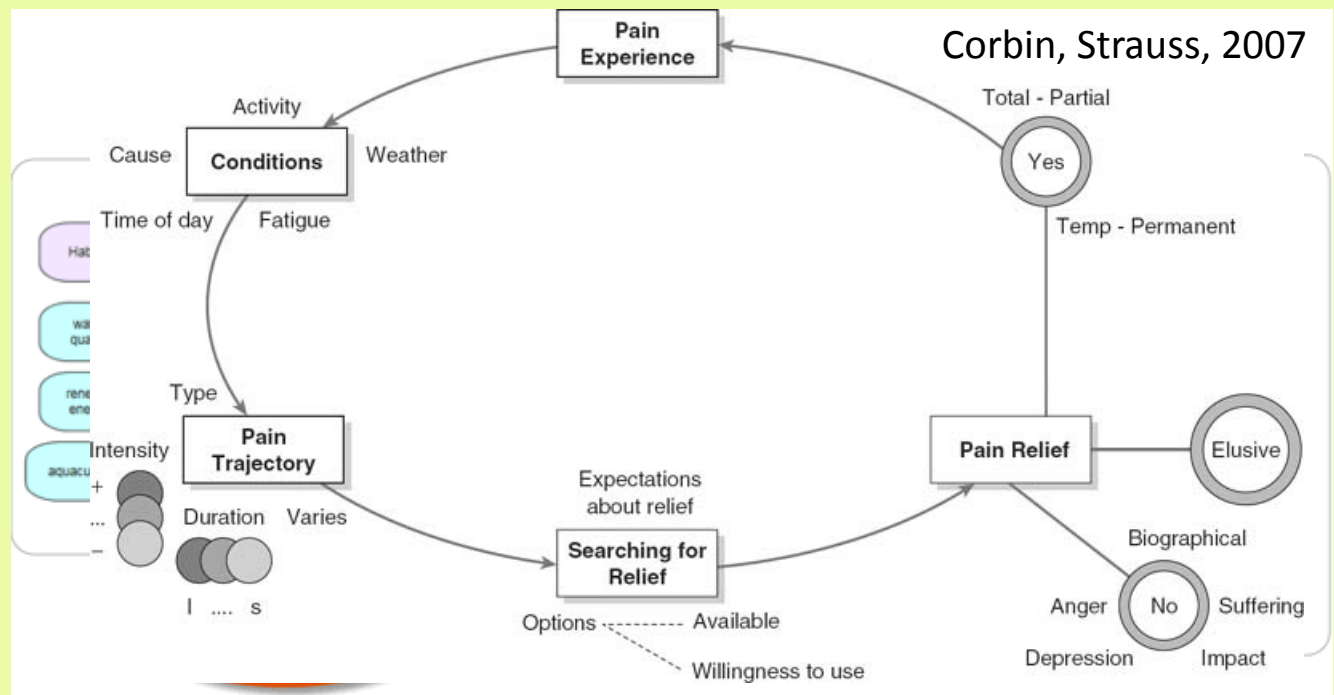 Corbin, Strauss, 2007
Pain
Experience
Total - Partial
Yes
Temp - Permanent
Activity
Cause
Conditions
Weather
Time of day
Fatigue
Type
Pain
Trajectory
Intensity
+
...
–
Duration
Varies
l .... s
Expectations
about relief
Searching for
Relief
Options
Available
Willingness to use
Pain Relief
Elusive
Biographical
Anger
No
Suffering
Depression
Impact